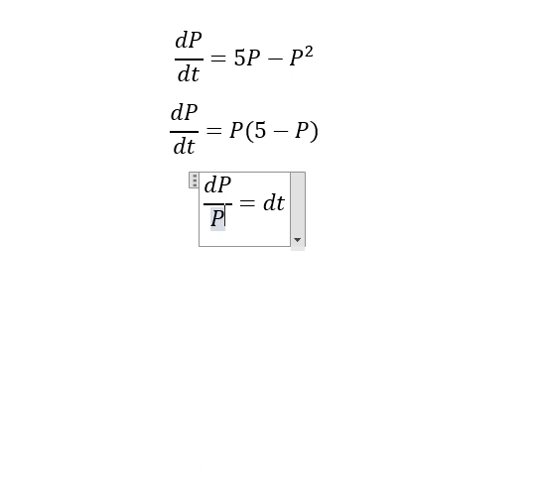 dP/dt = 5P − P²
dP/dt = P(5 − P)
dP/P = dt